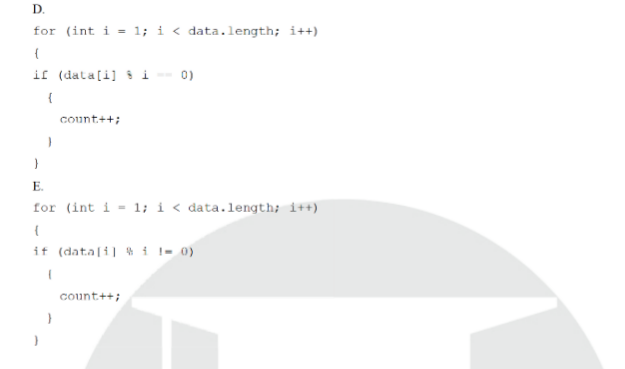 D.
for (int i = 1; i < data.length; i++)
{
if (data[i] % i == 0)
{
count++;
}
}
E.
for (int i = 1; i < data.length; i++)
{
if (data[i] % i != 0)
{
count++;
}
}